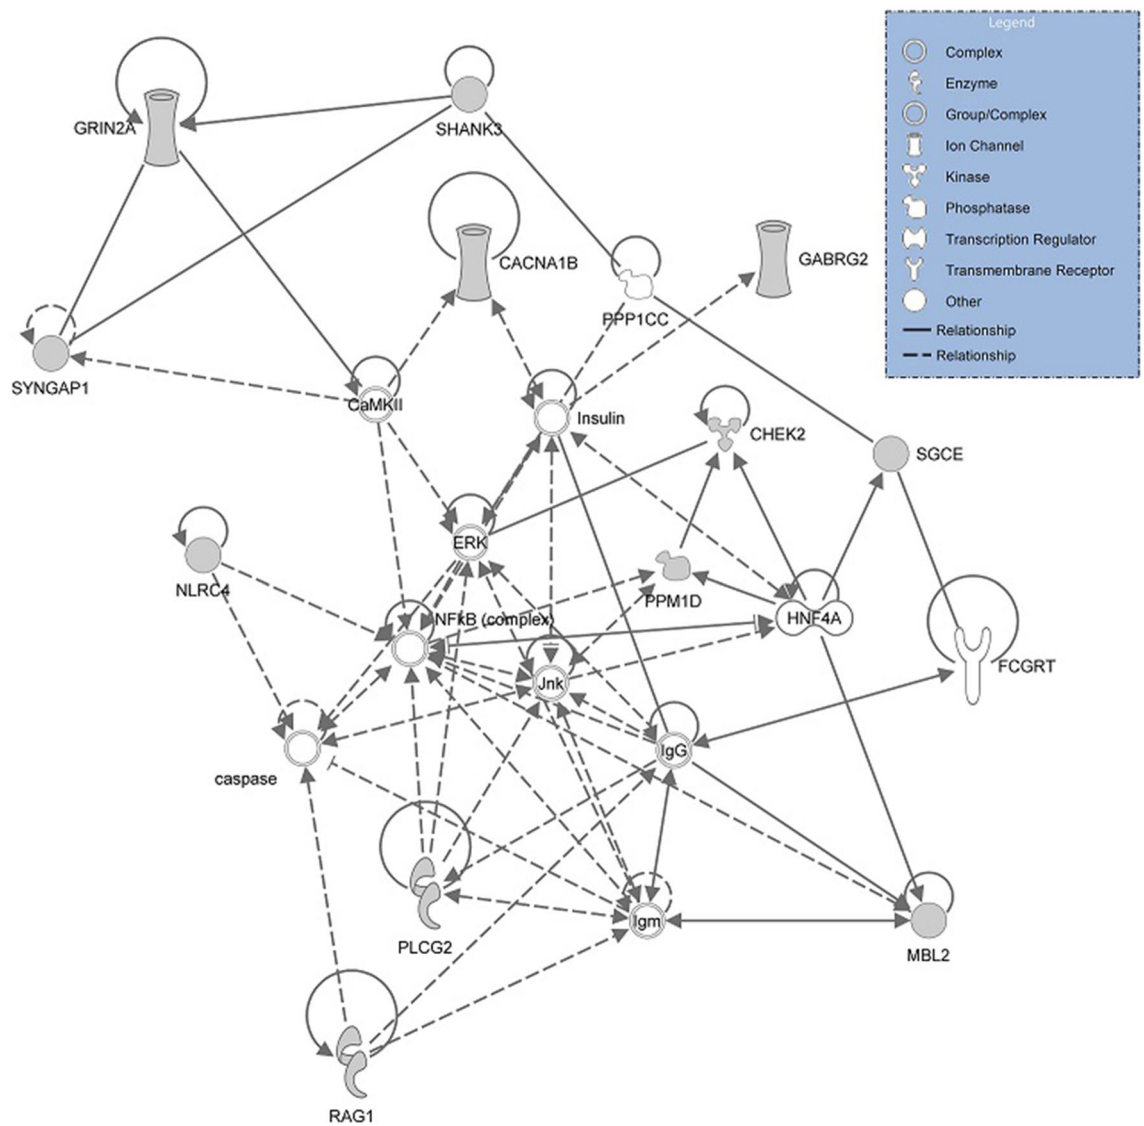 Legend
Complex
Enzyme
Group/Complex
Ion Channel
Kinase
Phosphatase
Transcription Regulator
Transmembrane Receptor
Other
Relationship
Relationship
GRIN2A
SHANK3
CACNA1B
GABRG2
PPP1CC
SYNGAP1
CaMKII
Insulin
CHEK2
SGCE
ERK
NLRC4
PPM1D
NFkB (complex)
HNF4A
FCGRT
Jnk
IgG
caspase
Igm
PLCG2
MBL2
RAG1